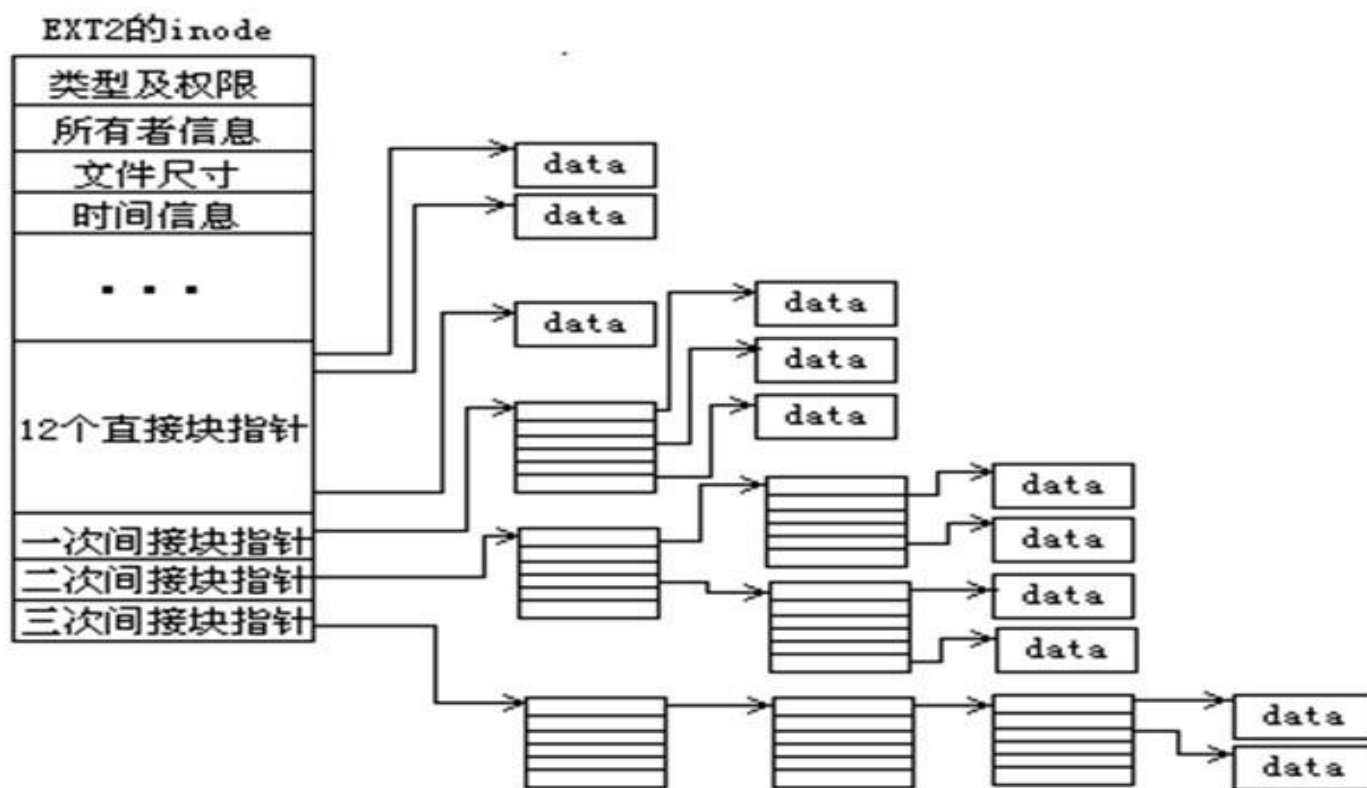 EXT2的inode
类型及权限
所有者信息
文件尺寸
时间信息
...
12个直接块指针
一次间接块指针
二次间接块指针
三次间接块指针
data
data
data
data
data
data
data
data
data
data
data
data